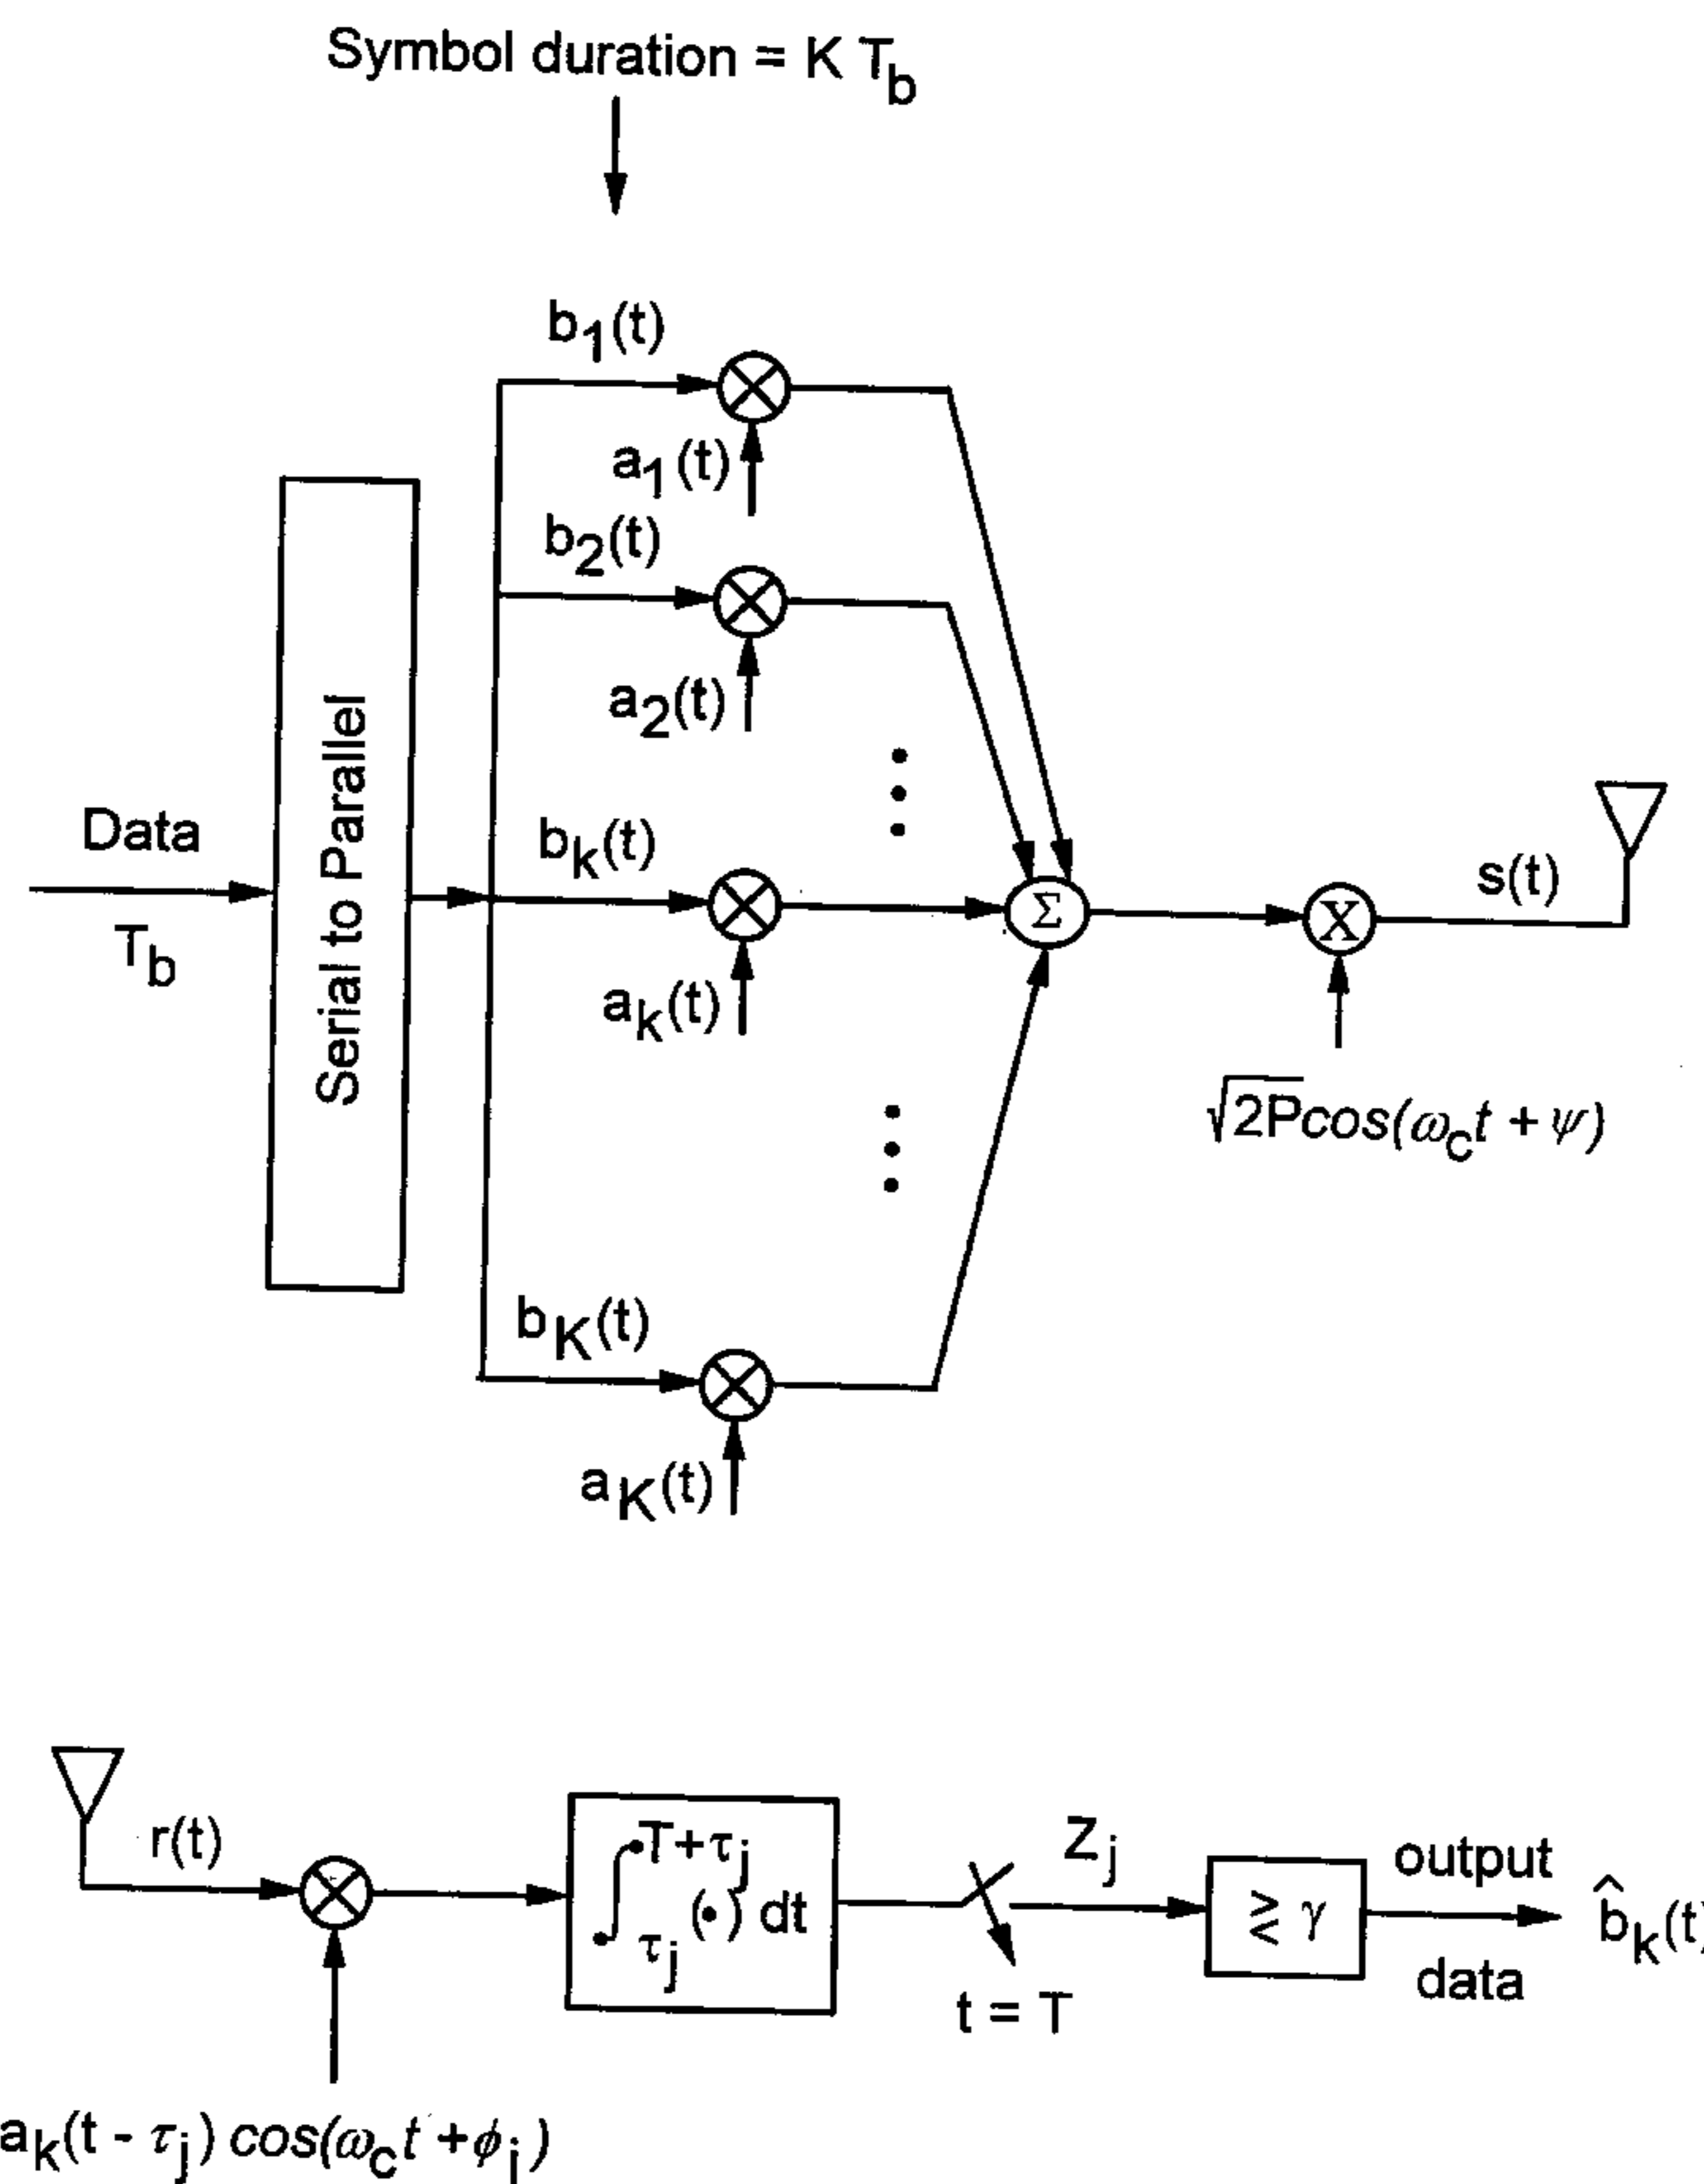 Symbol duration = K T_b
b_1(t)
a_1(t)
b_2(t)
a_2(t)
Data
T_b
Serial to Parallel
b_k(t)
a_k(t)
Σ
X
s(t)
√2P cos(ω_c t + ψ)
b_K(t)
a_K(t)
r(t)
∫ T+τ_j
τ_j (•) dt
t = T
Z_j
≷ γ
output
data
b̂_k(t)
a_k(t - τ_j) cos(ω_c t + ϕ_j)